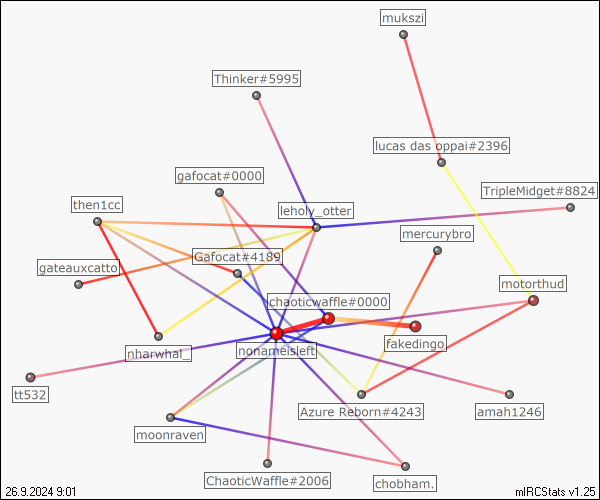 mukszi
Thinker#5995
lucas das oppai#2396
gafocat#0000
TripleMidget#8824
then1cc
leholy_otter
mercurybro
Gafocat#4189
gateauxcatto
motorthud
chaoticwaffle#0000
fakedingo
nonameisleft
nharwhal_
tt532
Azure Reborn#4243
amah1246
moonraven
ChaoticWaffle#2006
chobham.
26.9.2024 9:01
mIRCStats v1.25